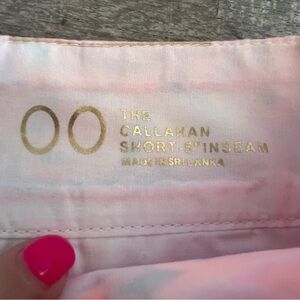 00
THE
CALLAHAN
SHORT 5" INSEAM
MADE IN SRI LANKA